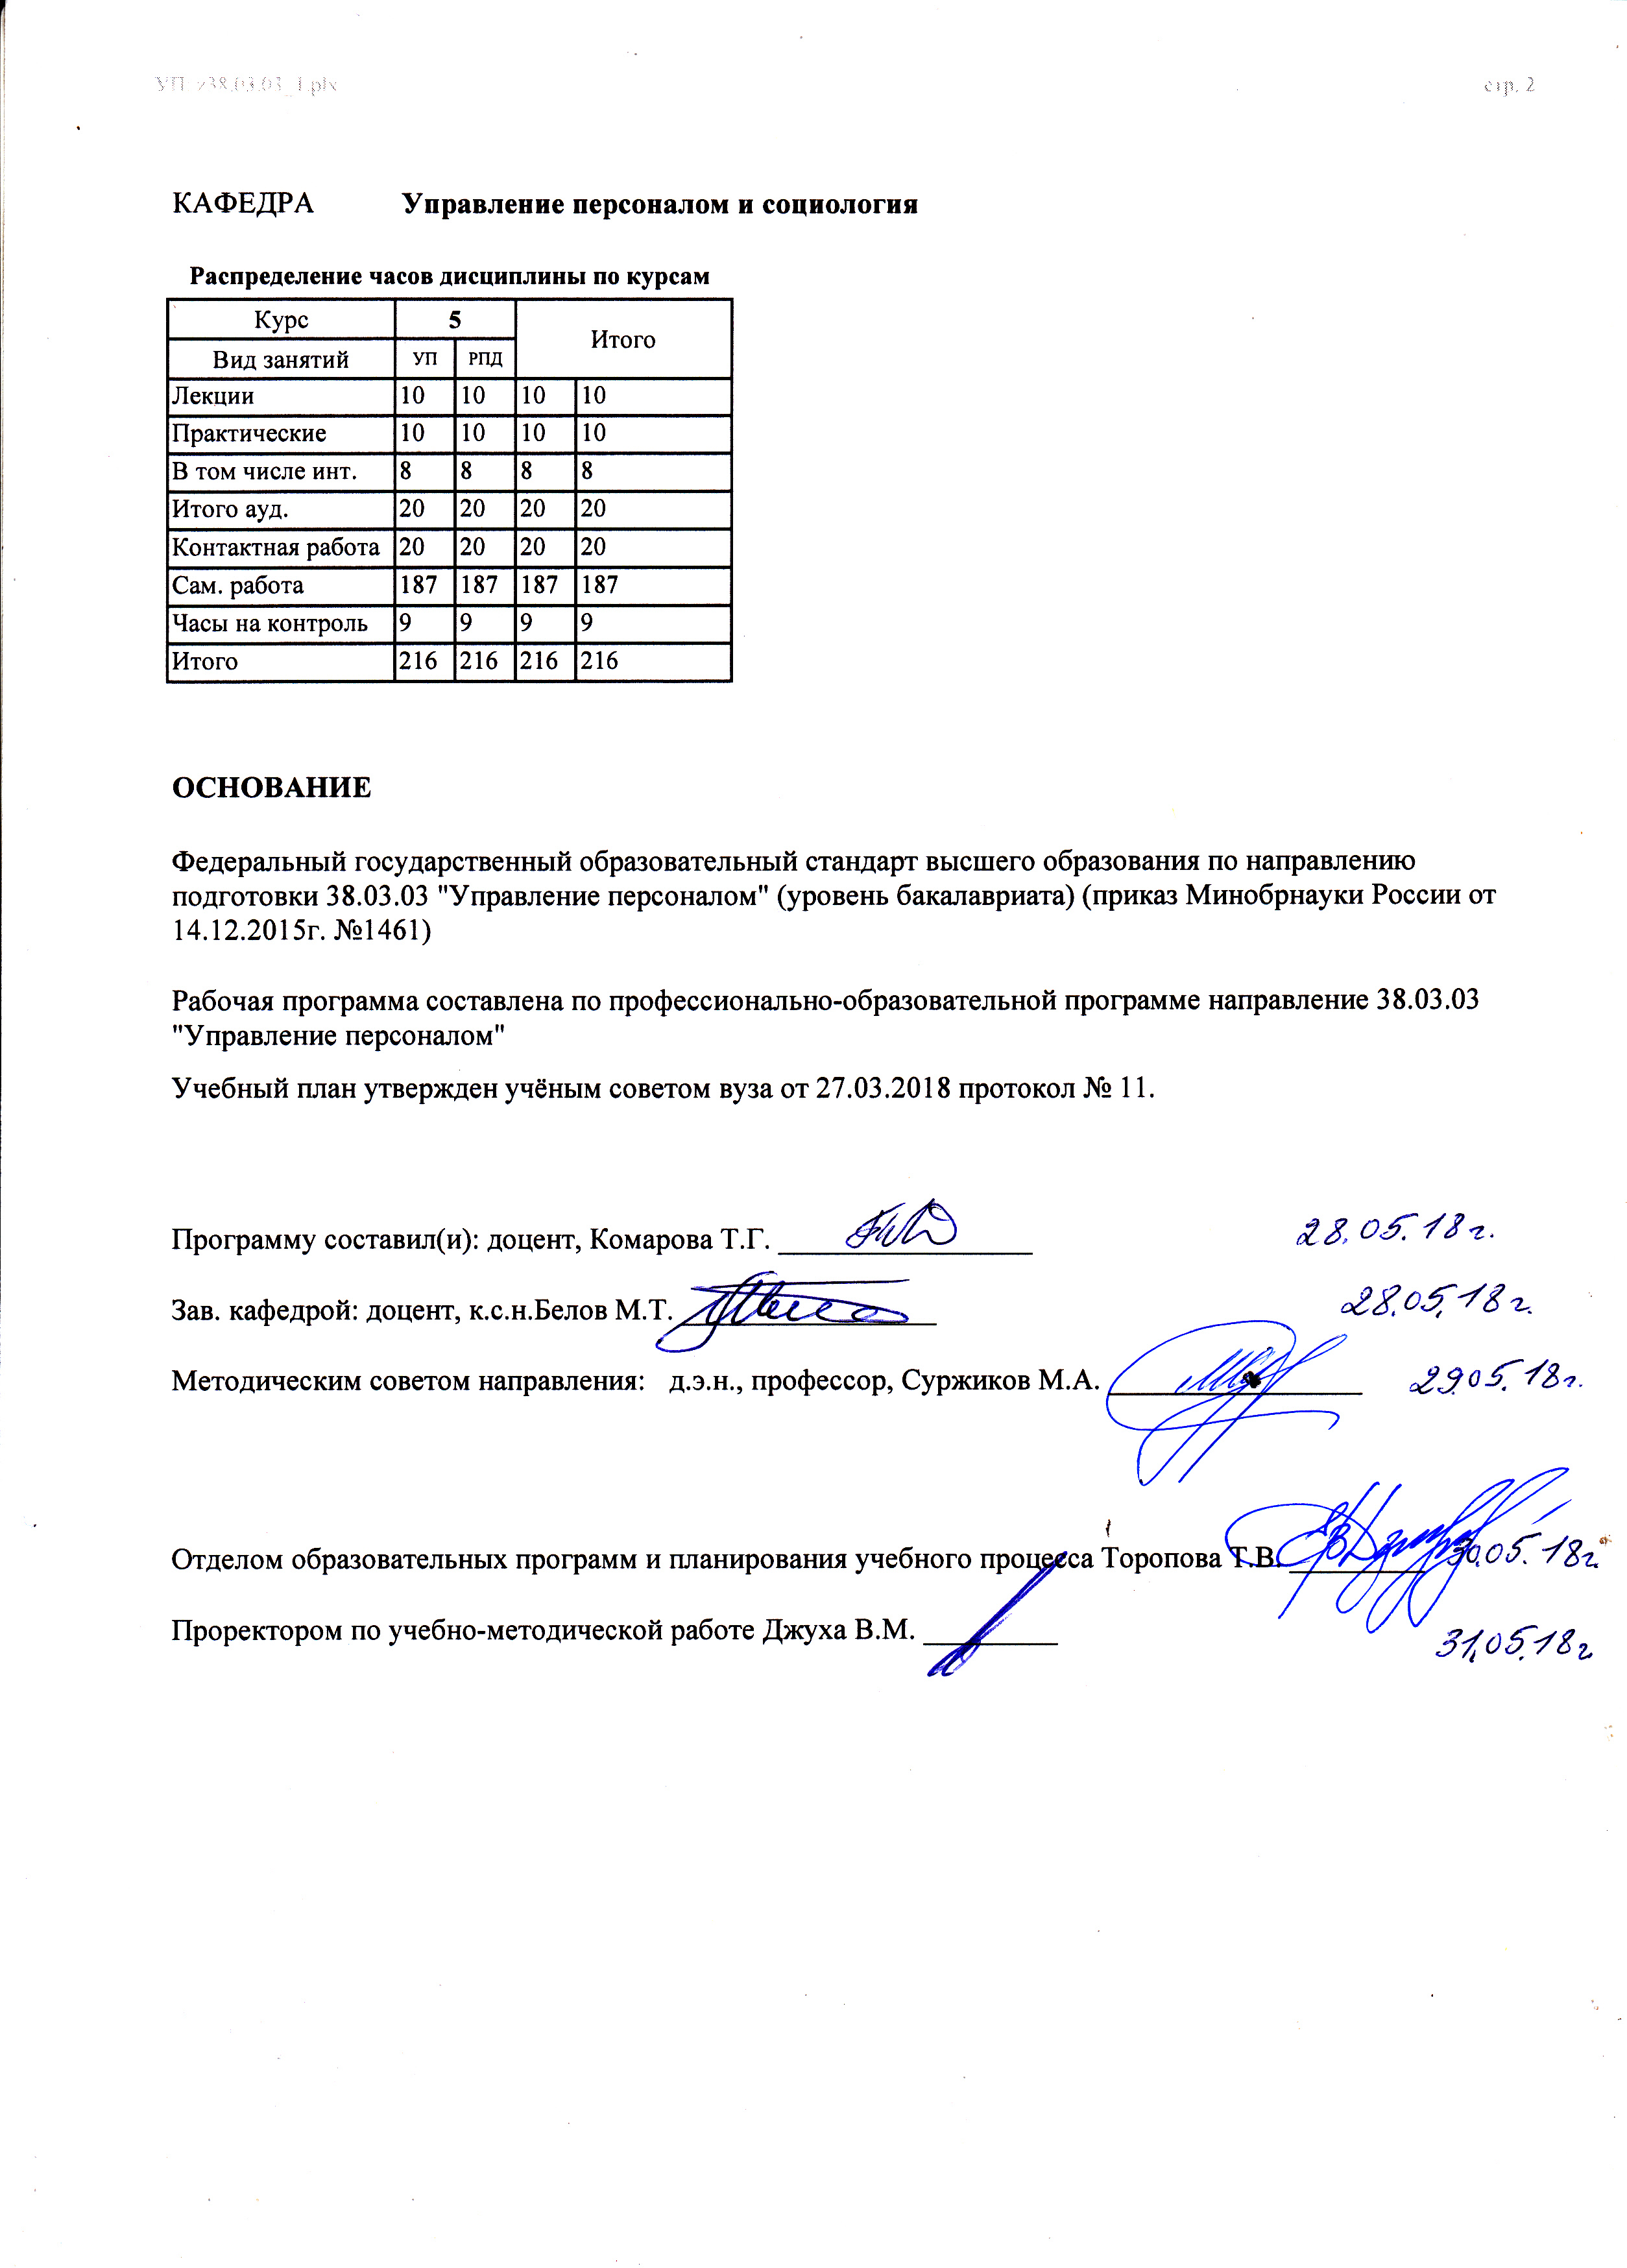 УП z38.03.03_1.plx стр. 2
КАФЕДРА Управление персоналом и социология
Распределение часов дисциплины по курсам
Курс 5 Итого
Вид занятий УП РПД
Лекции 10 10 10 10
Практические 10 10 10 10
В том числе инт. 8 8 8 8
Итого ауд. 20 20 20 20
Контактная работа 20 20 20 20
Сам. работа 187 187 187 187
Часы на контроль 9 9 9 9
Итого 216 216 216 216
ОСНОВАНИЕ
Федеральный государственный образовательный стандарт высшего образования по направлению
подготовки 38.03.03 "Управление персоналом" (уровень бакалавриата) (приказ Минобрнауки России от
14.12.2015г. №1461)
Рабочая программа составлена по профессионально-образовательной программе направление 38.03.03
"Управление персоналом"
Учебный план утвержден учёным советом вуза от 27.03.2018 протокол № 11.
Программу составил(и): доцент, Комарова Т.Г. 28.05.18г.
Зав. кафедрой: доцент, к.с.н.Белов М.Т. 28.05.18г.
Методическим советом направления: д.э.н., профессор, Суржиков М.А. 29.05.18г.
Отделом образовательных программ и планирования учебного процесса Торопова Т.В. 30.05.18г.
Проректором по учебно-методической работе Джуха В.М. 31.05.18г.